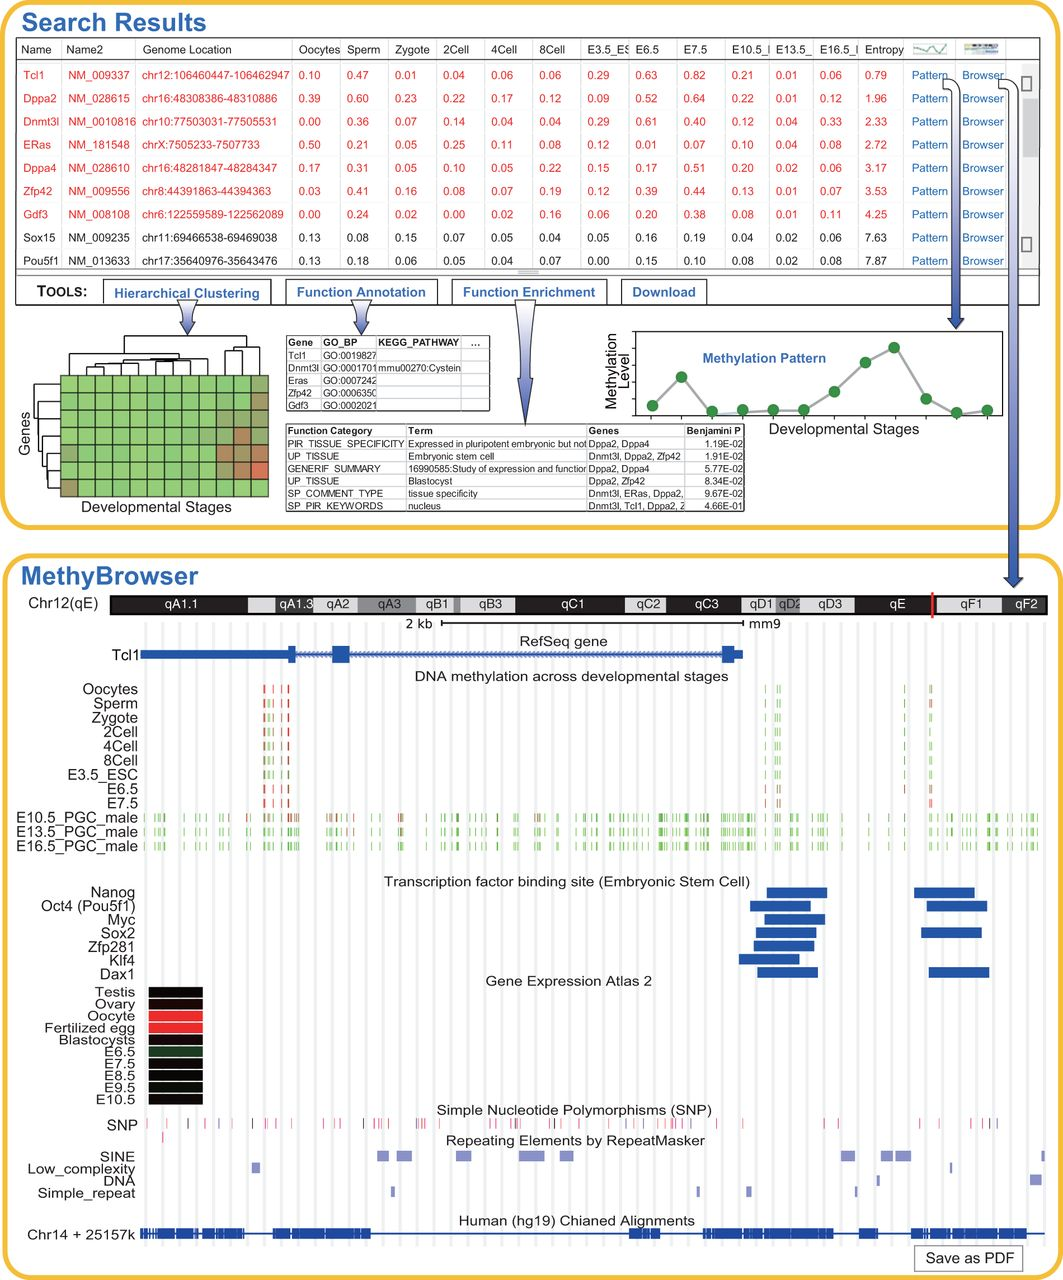 Search Results
Name Name2 Genome Location Oocytes Sperm Zygote 2Cell 4Cell 8Cell E3.5_ES E6.5 E7.5 E10.5_ E13.5_ E16.5_ Entropy
Tcl1 NM_009337 chr12:106460447-106462947 0.10 0.47 0.01 0.04 0.06 0.06 0.29 0.63 0.82 0.21 0.01 0.06 0.79 Pattern Browser
Dppa2 NM_028615 chr16:48308386-48310886 0.39 0.60 0.23 0.22 0.17 0.12 0.09 0.52 0.64 0.22 0.01 0.12 1.96 Pattern Browser
Dnmt3l NM_0010816 chr10:77503031-77505531 0.00 0.36 0.07 0.14 0.04 0.04 0.29 0.61 0.40 0.12 0.04 0.33 2.33 Pattern Browser
ERas NM_181548 chrX:7505233-7507733 0.50 0.21 0.05 0.25 0.11 0.08 0.12 0.01 0.07 0.10 0.04 0.08 2.72 Pattern Browser
Dppa4 NM_028610 chr16:48281847-48284347 0.17 0.31 0.05 0.10 0.05 0.22 0.15 0.17 0.51 0.20 0.02 0.06 3.17 Pattern Browser
Zfp42 NM_009556 chr8:44391863-44394363 0.03 0.41 0.16 0.08 0.07 0.19 0.12 0.39 0.44 0.13 0.01 0.07 3.53 Pattern Browser
Gdf3 NM_008108 chr6:122559589-122562089 0.00 0.24 0.02 0.00 0.02 0.16 0.06 0.20 0.38 0.08 0.01 0.11 4.25 Pattern Browser
Sox15 NM_009235 chr11:69466538-69469038 0.13 0.08 0.15 0.07 0.05 0.04 0.05 0.16 0.19 0.04 0.02 0.06 7.63 Pattern Browser
Pou5f1 NM_013633 chr17:35640976-35643476 0.13 0.18 0.06 0.05 0.04 0.07 0.00 0.15 0.10 0.08 0.02 0.08 7.87 Pattern Browser
TOOLS: Hierarchical Clustering Function Annotation Function Enrichment Download
Genes
Developmental Stages
Gene GO_BP KEGG_PATHWAY ...
Tcl1 GO:0019827
Dnmt3l GO:0001701 mmu00270:Cystein
Eras GO:0007242
Zfp42 GO:0006350
Gdf3 GO:0002021
Function Category Term Genes Benjamini P
PIR_TISSUE_SPECIFICITY Expressed in pluripotent embryonic but not Dppa2, Dppa4 1.19E-02
UP_TISSUE Embryonic stem cell Dnmt3l, Dppa2, Zfp42 1.91E-02
GENERIF_SUMMARY 16990585:Study of expression and function Dppa2, Dppa4 5.77E-02
UP_TISSUE Blastocyst Dppa2, Zfp42 8.34E-02
SP_COMMENT_TYPE tissue specificity Dnmt3l, ERas, Dppa2, 9.67E-02
SP_PIR_KEYWORDS nucleus Dnmt3l, Tcl1, Dppa2, Z 4.66E-01
Methylation
Level
Methylation Pattern
Developmental Stages
MethyBrowser
Chr12(qE) qA1.1 qA1.3 qA2 qA3 qB1 qB3 qC1 qC2 qC3 qD1 qD2 qD3 qE qF1 qF2
2 kb mm9
RefSeq gene
Tcl1
DNA methylation across developmental stages
Oocytes
Sperm
Zygote
2Cell
4Cell
8Cell
E3.5_ESC
E6.5
E7.5
E10.5_PGC_male
E13.5_PGC_male
E16.5_PGC_male
Transcription factor binding site (Embryonic Stem Cell)
Nanog
Oct4 (Pou5f1)
Myc
Sox2
Zfp281
Klf4
Dax1
Gene Expression Atlas 2
Testis
Ovary
Oocyte
Fertilized egg
Blastocysts
E6.5
E7.5
E8.5
E9.5
E10.5
Simple Nucleotide Polymorphisms (SNP)
SNP
Repeating Elements by RepeatMasker
SINE
Low_complexity
DNA
Simple_repeat
Human (hg19) Chianed Alignments
Chr14 + 25157k
Save as PDF